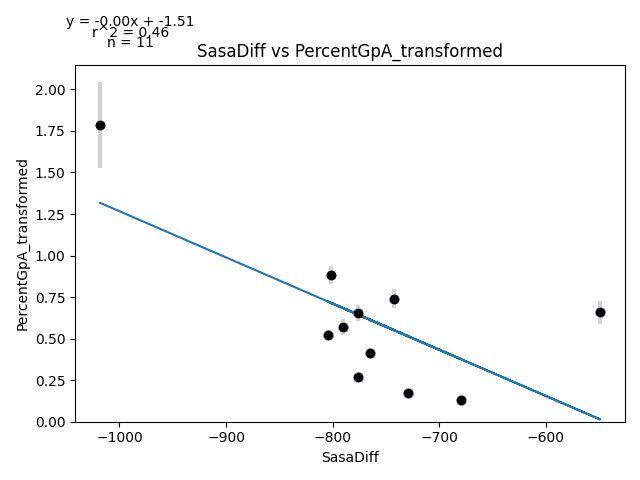 y = -0.00x + -1.51
r^2 = 0.46
n = 11
SasaDiff vs PercentGpA_transformed
PercentGpA_transformed
2.00
1.75
1.50
1.25
1.00
0.75
0.50
0.25
0.00
−1000 −900 −800 −700 −600
SasaDiff